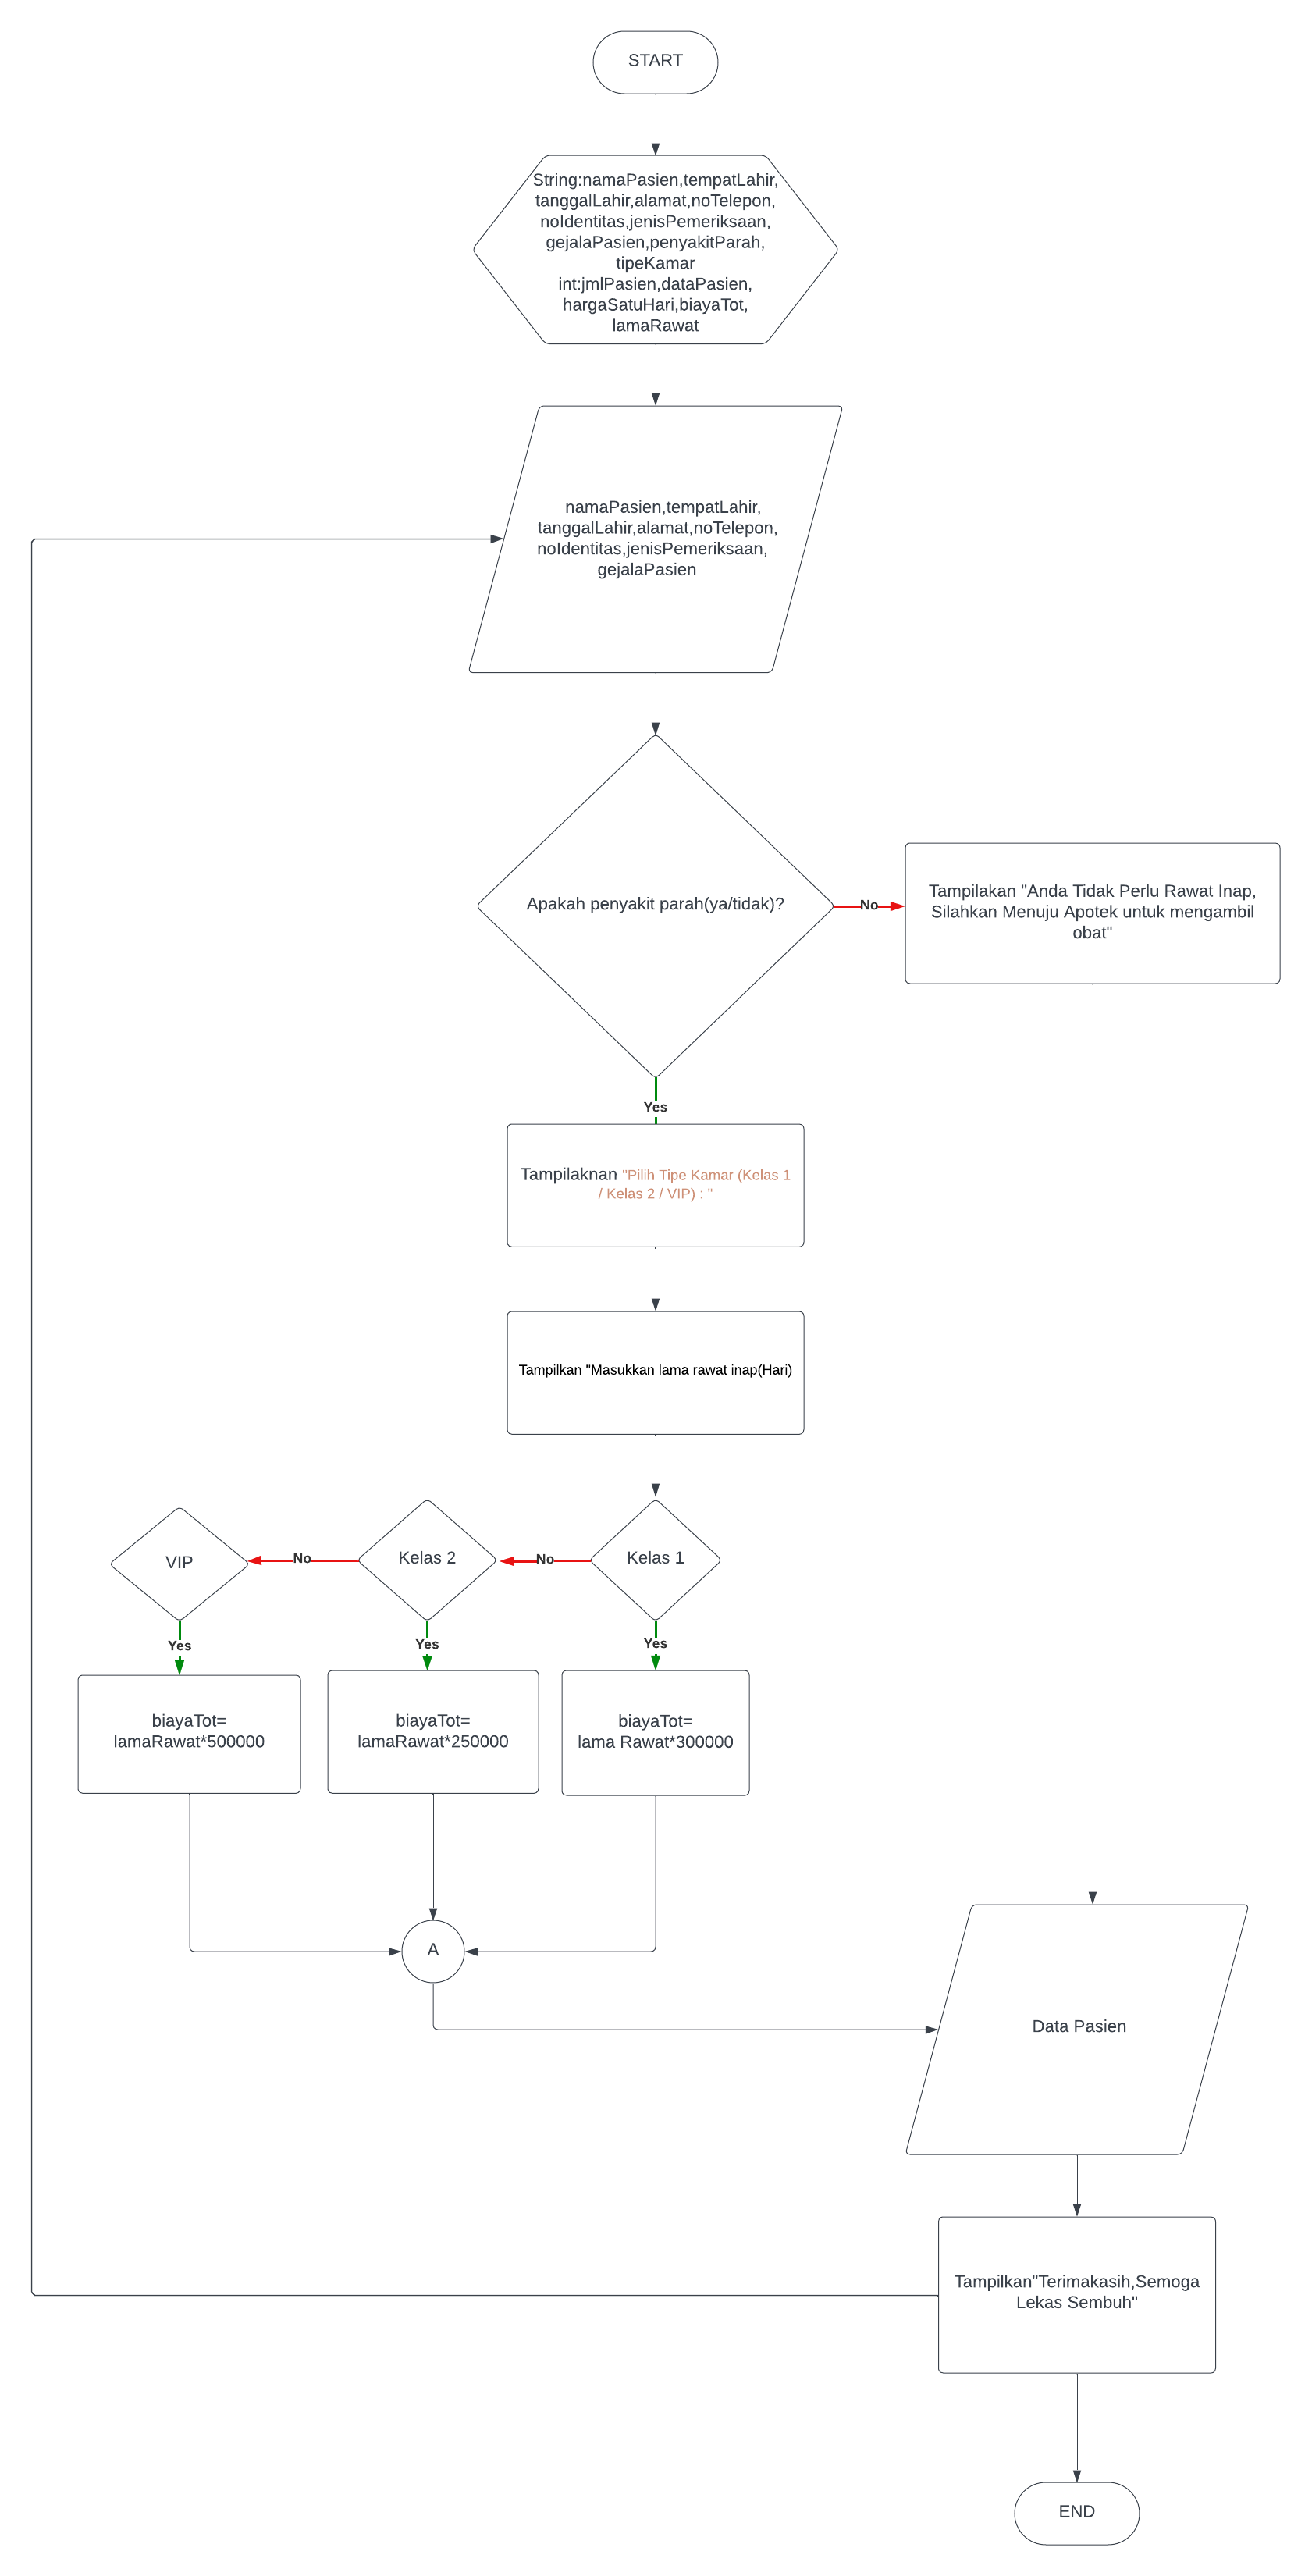 START
String:namaPasien,tempatLahir,
tanggalLahir,alamat,noTelepon,
noIdentitas,jenisPemeriksaan,
gejalaPasien,penyakitParah,
tipeKamar
int:jmlPasien,dataPasien,
hargaSatuHari,biayaTot,
lamaRawat
namaPasien,tempatLahir,
tanggalLahir,alamat,noTelepon,
noIdentitas,jenisPemeriksaan,
gejalaPasien
Apakah penyakit parah(ya/tidak)?
No
Tampilakan "Anda Tidak Perlu Rawat Inap,
Silahkan Menuju Apotek untuk mengambil
obat"
Yes
Tampilaknan "Pilih Tipe Kamar (Kelas 1
/ Kelas 2 / VIP) : "
Tampilkan "Masukkan lama rawat inap(Hari)
Kelas 1
No
Kelas 2
No
VIP
Yes
Yes
Yes
biayaTot=
lamaRawat*500000
biayaTot=
lamaRawat*250000
biayaTot=
lama Rawat*300000
A
Data Pasien
Tampilkan"Terimakasih,Semoga
Lekas Sembuh"
END